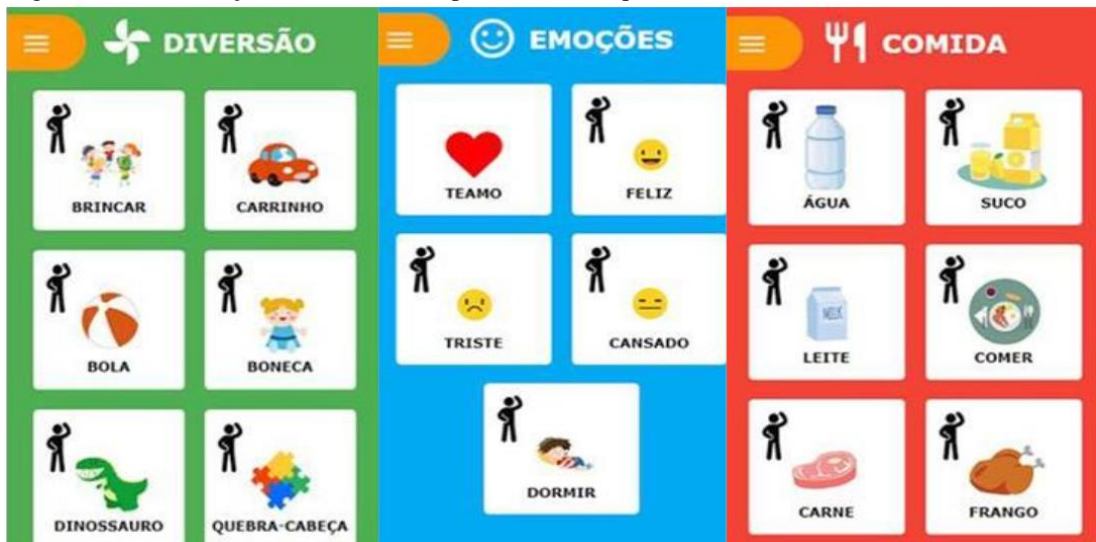 DIVERSÃO
BRINCAR
CARRINHO
BOLA
BONECA
DINOSSAURO
QUEBRA-CABEÇA
EMOÇÕES
TEAMO
FELIZ
TRISTE
CANSADO
DORMIR
COMIDA
ÁGUA
SUCO
MILK
LEITE
COMER
CARNE
FRANGO